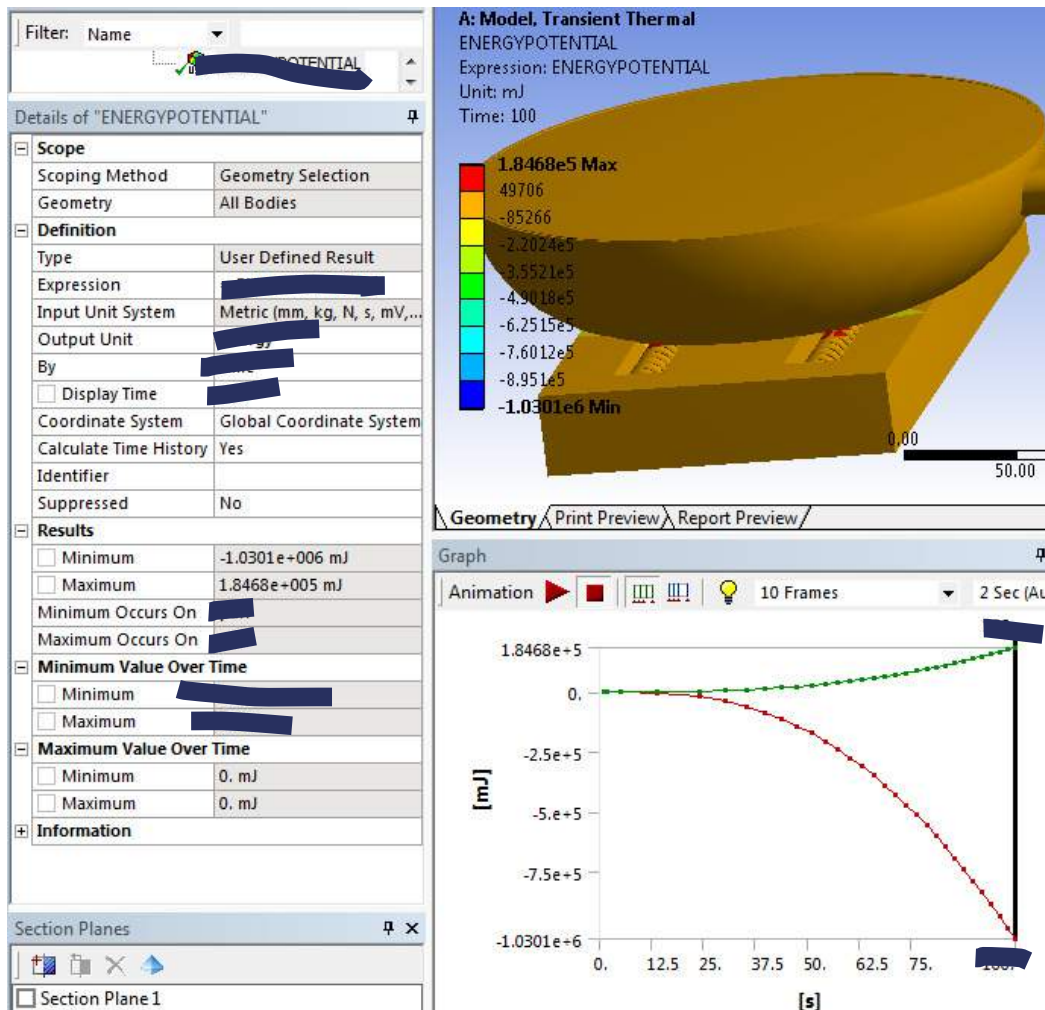 Filter: Name
Details of "ENERGYPOTENTIAL"
Scope
Scoping Method Geometry Selection
Geometry All Bodies
Definition
Type User Defined Result
Expression
Input Unit System Metric (mm, kg, N, s, mV,...
Output Unit
By
Display Time
Coordinate System Global Coordinate System
Calculate Time History Yes
Identifier
Suppressed No
Results
Minimum -1.0301e+006 mJ
Maximum 1.8468e+005 mJ
Minimum Occurs On
Maximum Occurs On
Minimum Value Over Time
Minimum
Maximum
Maximum Value Over Time
Minimum 0. mJ
Maximum 0. mJ
Information
Section Planes
Section Plane 1
A: Model, Transient Thermal
ENERGYPOTENTIAL
Expression: ENERGYPOTENTIAL
Unit: mJ
Time: 100
1.8468e5 Max
49706
-85266
-2.2024e5
-3.5521e5
-4.9018e5
-6.2515e5
-7.6012e5
-8.951e5
-1.0301e6 Min
0.00
50.00
Geometry Print Preview Report Preview
Graph
Animation 10 Frames 2 Sec (Au
1.8468e+5
0.
-2.5e+5
-5.e+5
-7.5e+5
-1.0301e+6
[mJ]
0. 12.5 25. 37.5 50. 62.5 75.
[s]